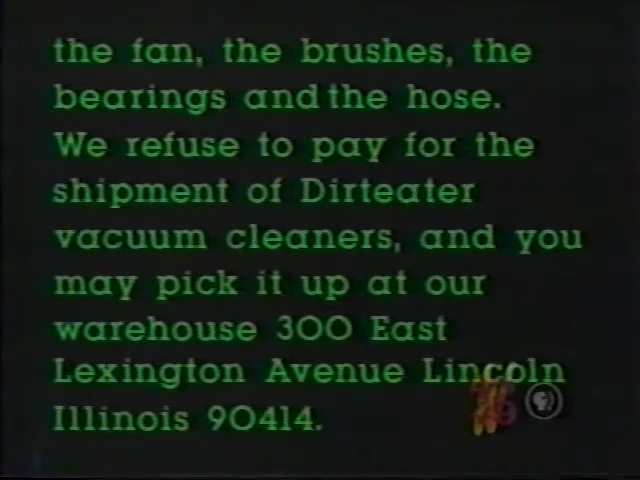 the fan, the brushes, the
bearings and the hose.
We refuse to pay for the
shipment of Dirteater
vacuum cleaners, and you
may pick it up at our
warehouse 300 East
Lexington Avenue Lincoln
Illinois 90414.